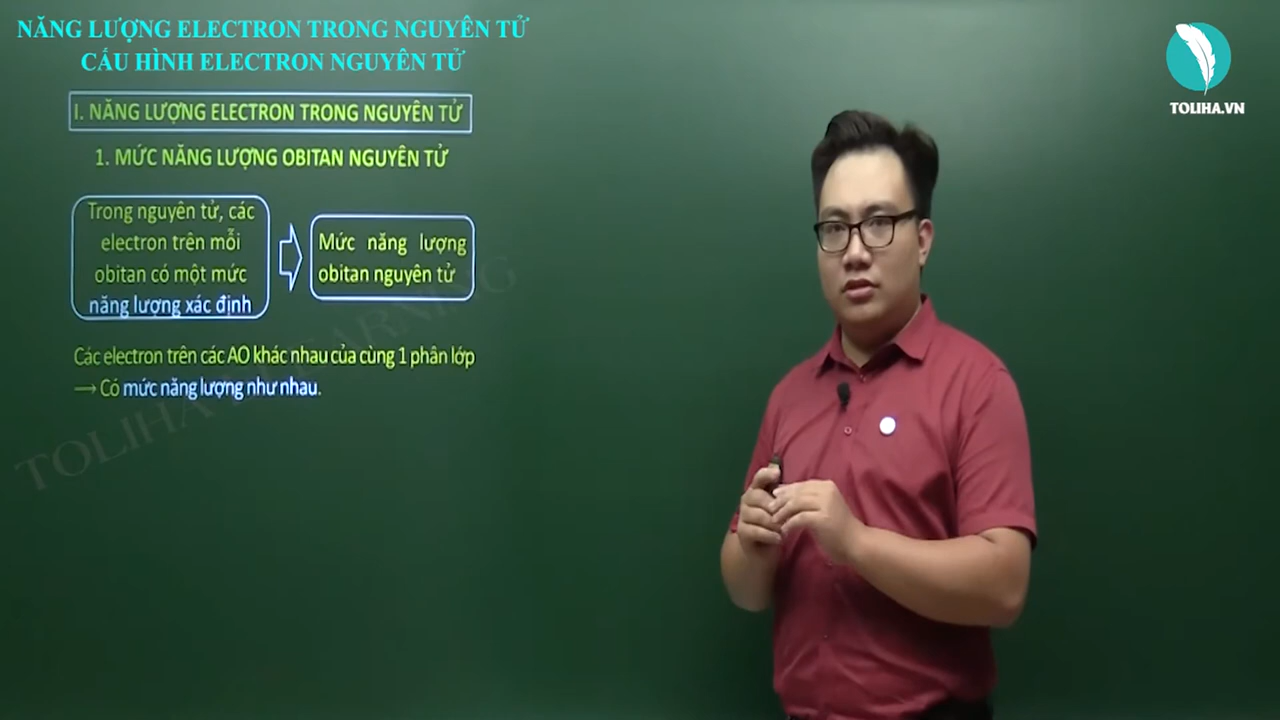 NĂNG LƯỢNG ELECTRON TRONG NGUYÊN TỬ
CẤU HÌNH ELECTRON NGUYÊN TỬ
I. NĂNG LƯỢNG ELECTRON TRONG NGUYÊN TỬ
1. MỨC NĂNG LƯỢNG OBITAN NGUYÊN TỬ
Trong nguyên tử, các
electron trên mỗi
obitan có một mức
năng lượng xác định
Mức năng lượng
obitan nguyên tử
Các electron trên các AO khác nhau của cùng 1 phân lớp
→ Có mức năng lượng như nhau.
TOLIHA.VN